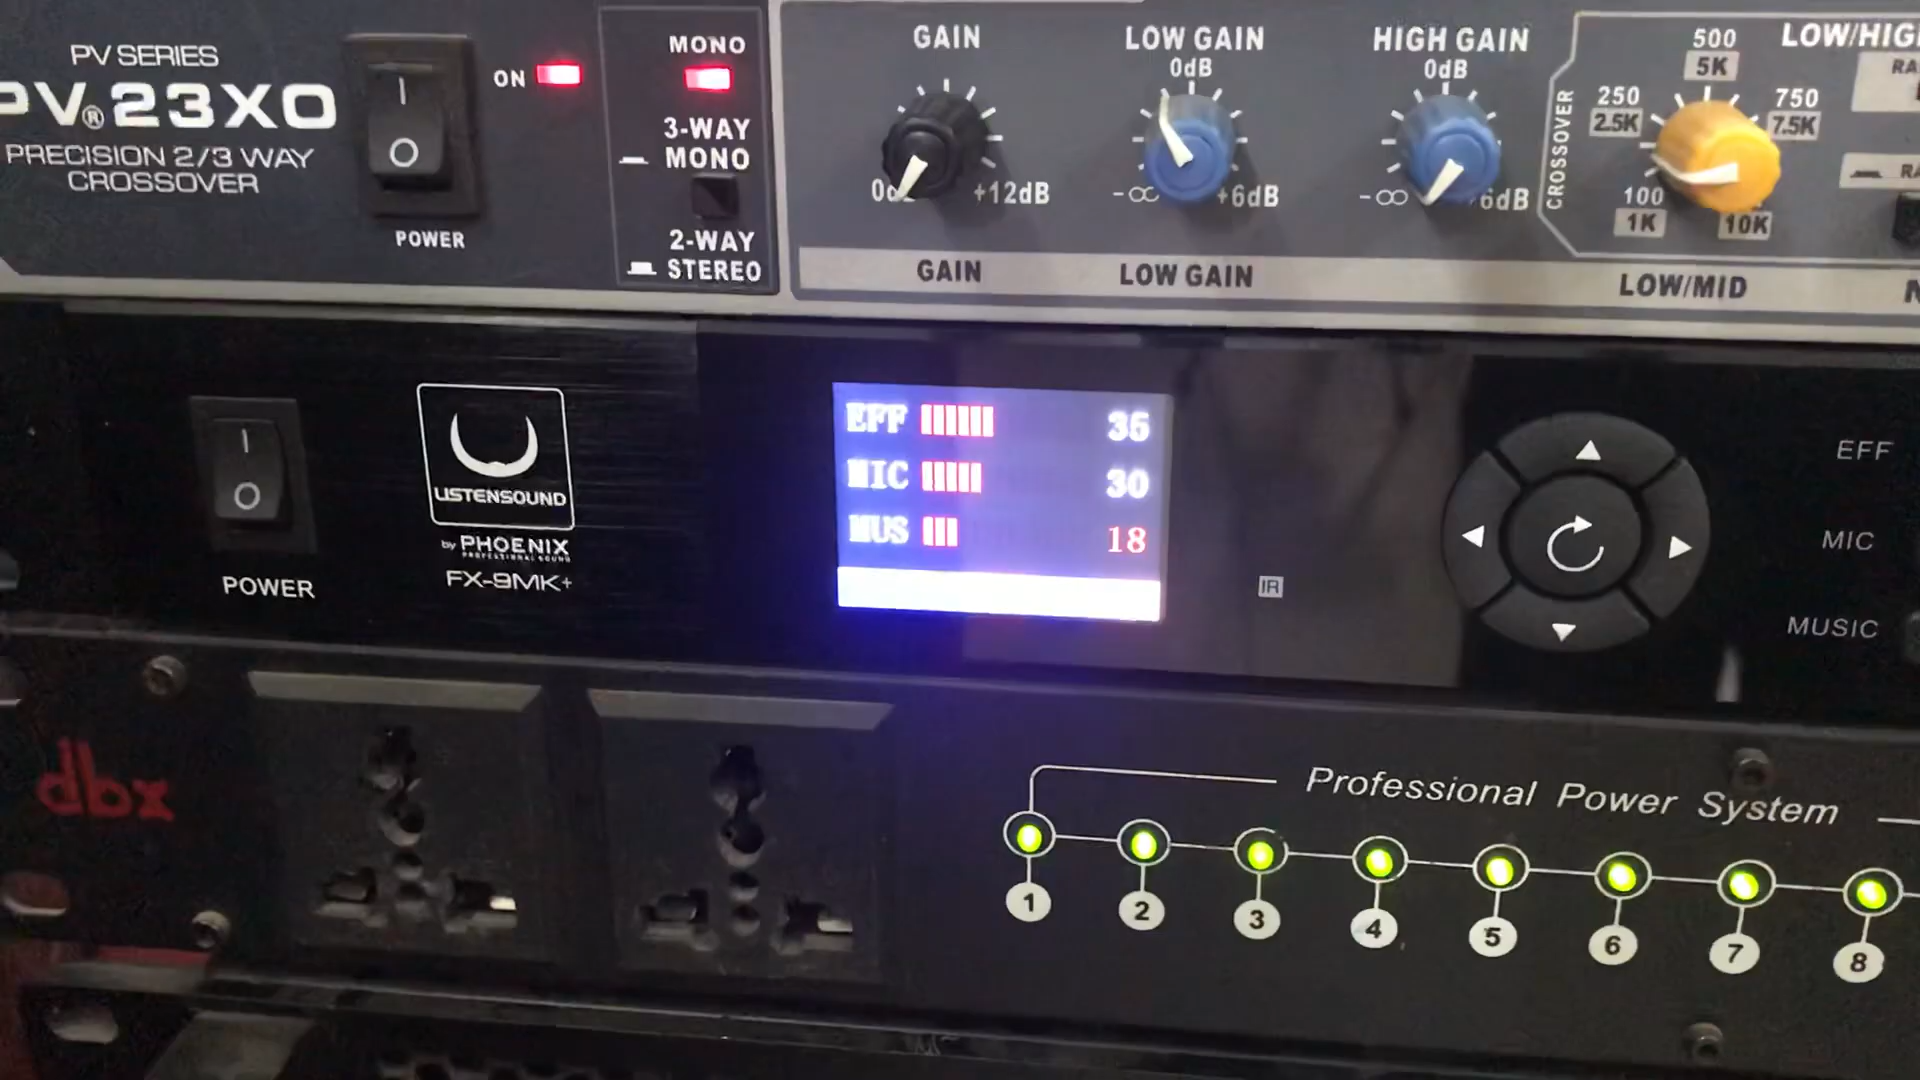 PV SERIES
PV® 23XO
PRECISION 2/3 WAY
CROSSOVER
POWER
ON
MONO
3-WAY
MONO
2-WAY
STEREO
GAIN
+12dB
GAIN
LOW GAIN
0dB
-∞
+6dB
LOW GAIN
HIGH GAIN
0dB
-∞
6dB
CROSSOVER
500
5K
250
2.5K
750
7.5K
100
1K
10K
LOW/MID
POWER
LISTENSOUND
by PHOENIX
PROFESSIONAL SOUND
FX-9MK+
EFF 35
MIC 30
MUS 18
IR
EFF
MIC
MUSIC
dbx
Professional Power System
1 2 3 4 5 6 7 8